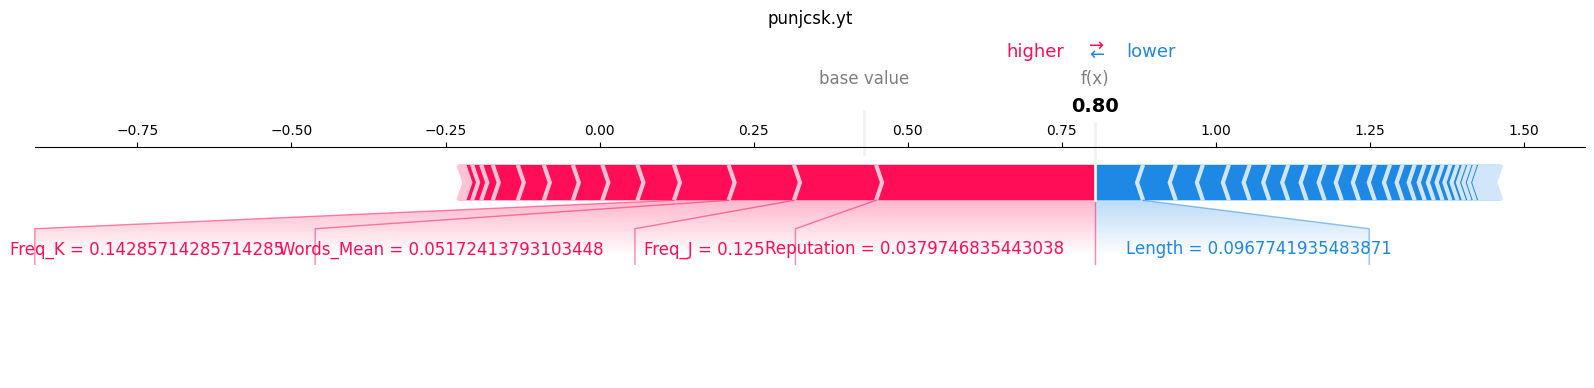 punjcsk.yt
higher ⇄ lower
base value f(x)
0.80
−0.75 −0.50 −0.25 0.00 0.25 0.50 0.75 1.00 1.25 1.50
Freq_K = 0.14285714285714285 Words_Mean = 0.05172413793103448 Freq_J = 0.125 Reputation = 0.0379746835443038 Length = 0.0967741935483871